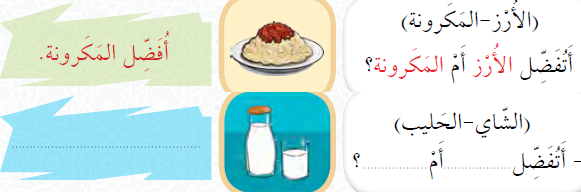 (الأُرْز-المَكَرونة)
أَتُفَضِّل الأُرْز أَمْ المَكَرونة؟
أُفَضِّل المَكَرونة.
(الشّاي-الحَليب)
- أَتُفَضِّل.................أَمْ................؟
.............................................